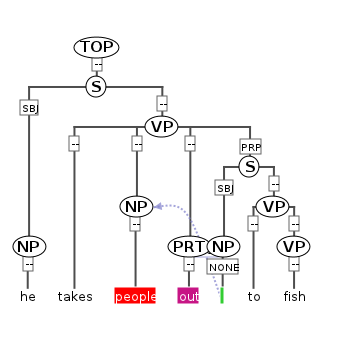 TOP
--
S
SBJ
--
VP
--
--
--
PRP
S
SBJ
--
NP
--
VP
--
--
NP
--
PRT
--
NP
NONE
VP
--
he takes people out to fish